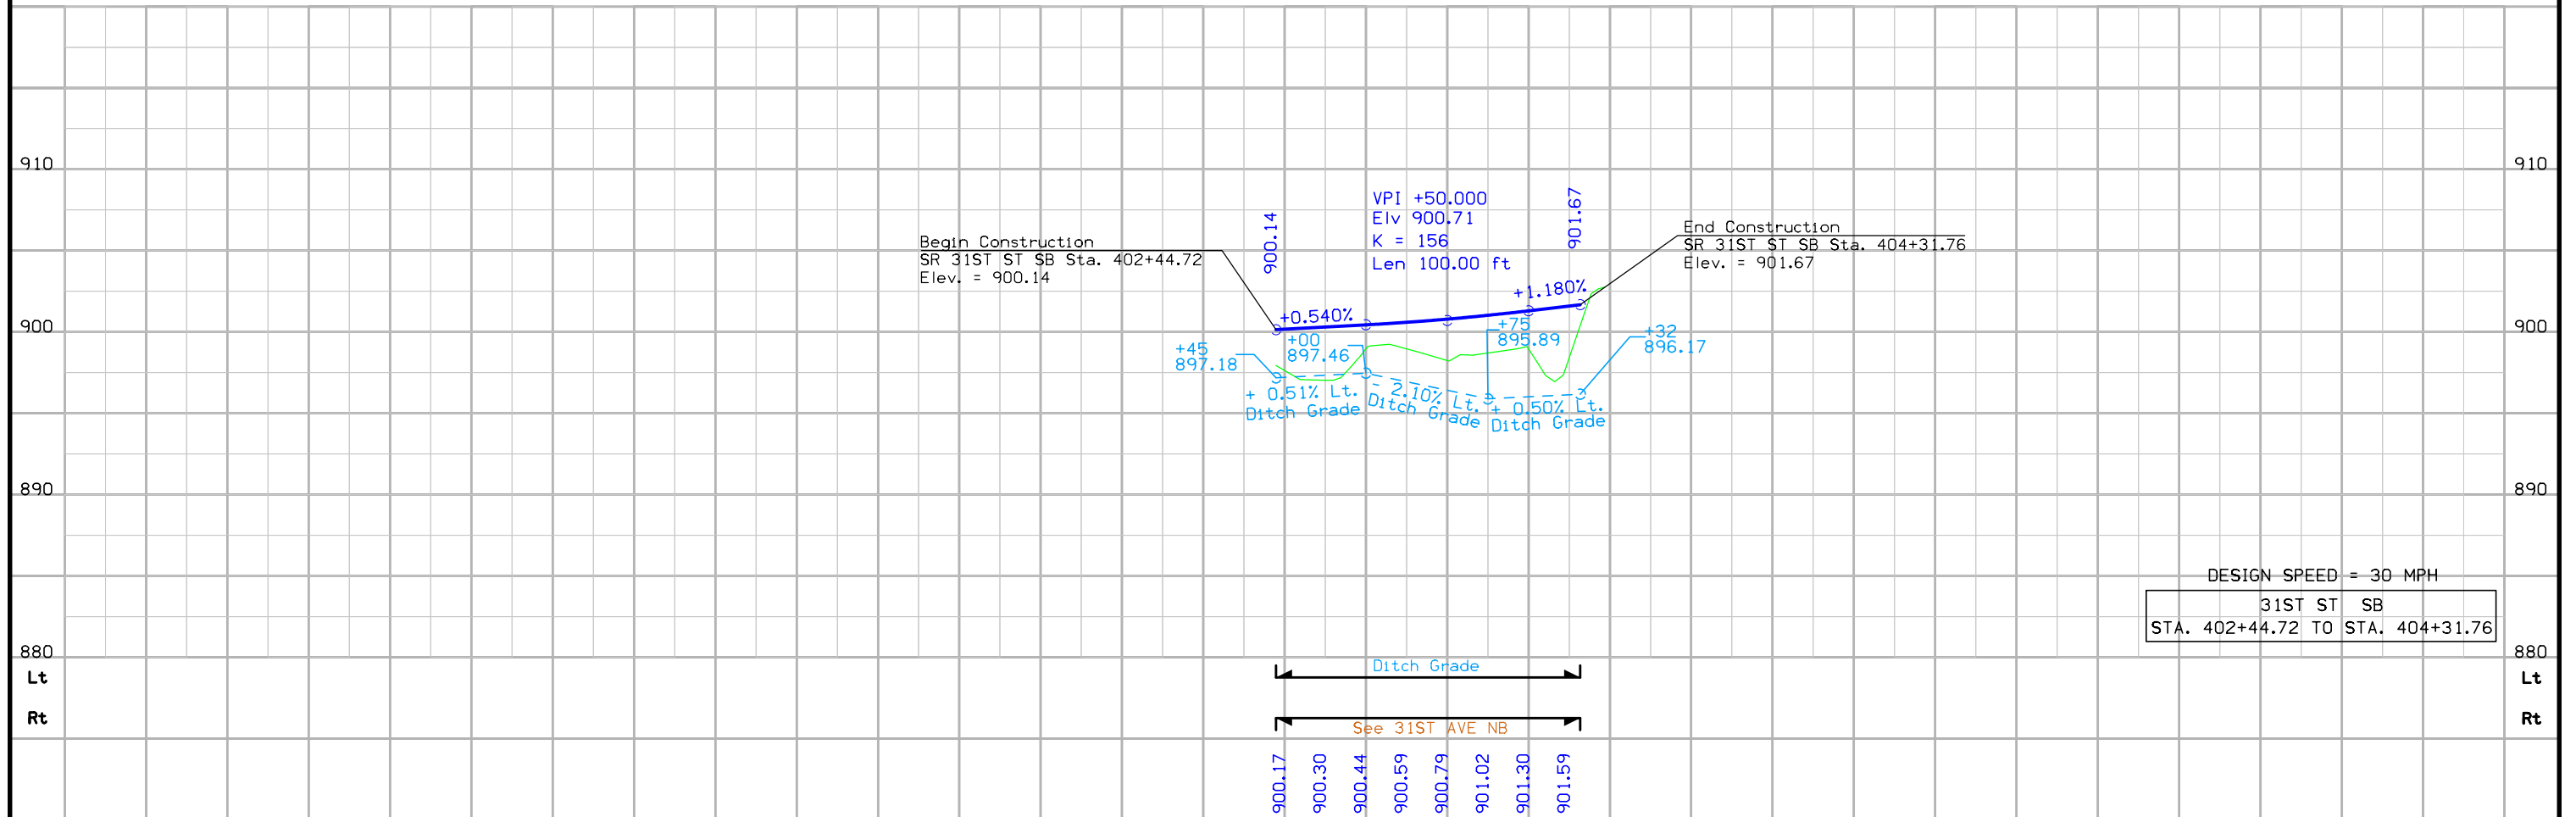 910
910
900
900
890
890
880
880
Lt
Lt
Rt
Rt
Begin Construction
SR 31ST ST SB Sta. 402+44.72
Elev. = 900.14
900.14
VPI +50.000
Elv 900.71
K = 156
Len 100.00 ft
901.67
End Construction
SR 31ST ST SB Sta. 404+31.76
Elev. = 901.67
+0.540%
+1.180%
+45
897.18
+00
897.46
+75
895.89
+32
896.17
+ 0.51% Lt.
Ditch Grade
- 2.10% Lt.
Ditch Grade
+ 0.50% Lt.
Ditch Grade
DESIGN SPEED = 30 MPH
31ST ST SB
STA. 402+44.72 TO STA. 404+31.76
Ditch Grade
See 31ST AVE NB
900.17
900.30
900.44
900.59
900.79
901.02
901.30
901.59